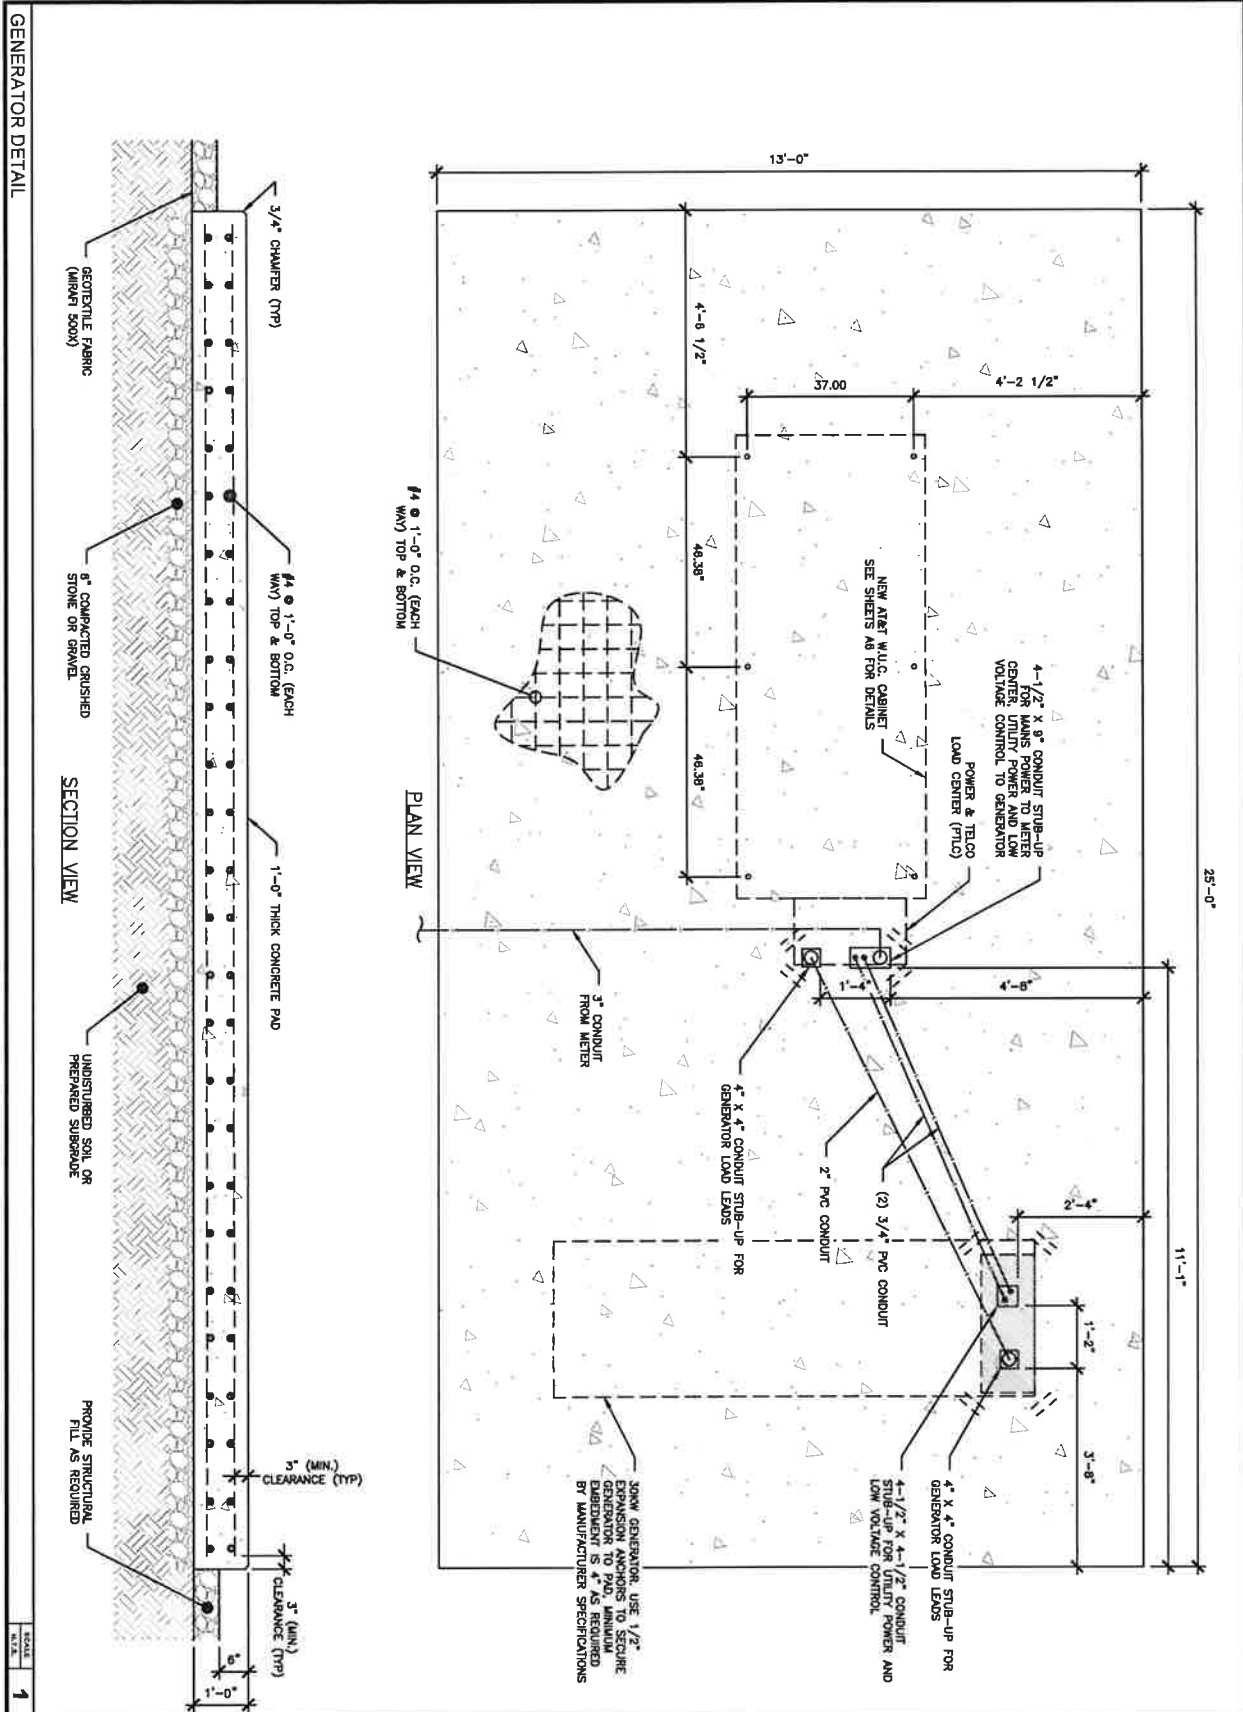 25'-0"
11'-1"
13'-0"
4'-6 1/2"
37.00
4'-2 1/2"
46.38"
46.38"
NEW AT&T W.U.C. CABINET
SEE SHEETS A6 FOR DETAILS
4-1/2" X 9" CONDUIT STUB-UP
FOR MAINS POWER TO METER
CENTER, UTILITY POWER AND LOW
VOLTAGE CONTROL TO GENERATOR
POWER & TELCO
LOAD CENTER (PTLC)
1'-4"
4'-8"
2'-4"
1'-2"
3'-8"
3" CONDUIT
FROM METER
4" X 4" CONDUIT STUB-UP FOR
GENERATOR LOAD LEADS
2" PVC CONDUIT
(2) 3/4" PVC CONDUIT
4" X 4" CONDUIT STUB-UP FOR
GENERATOR LOAD LEADS
4-1/2" X 4-1/2" CONDUIT
STUB-UP FOR UTILITY POWER AND
LOW VOLTAGE CONTROL
30KW GENERATOR. USE 1/2"
EXPANSION ANCHORS TO SECURE
GENERATOR TO PAD, MINIMUM
EMBEDMENT IS 4" AS REQUIRED
BY MANUFACTURER SPECIFICATIONS
#4 @ 1'-0" O.C. (EACH
WAY) TOP & BOTTOM
PLAN VIEW
3/4" CHAMFER (TYP)
#4 @ 1'-0" O.C. (EACH
WAY) TOP & BOTTOM
1'-0" THICK CONCRETE PAD
3" (MIN.)
CLEARANCE (TYP)
3" (MIN.)
CLEARANCE (TYP)
6"
1'-0"
GEOTEXTILE FABRIC
(MIRAFI 500X)
COMPACTED CRUSHED
STONE OR GRAVEL
UNDISTURBED SOIL OR
PREPARED SUBGRADE
PROVIDE STRUCTURAL
FILL AS REQUIRED
SECTION VIEW
GENERATOR DETAIL
SCALE
N.T.S.
1